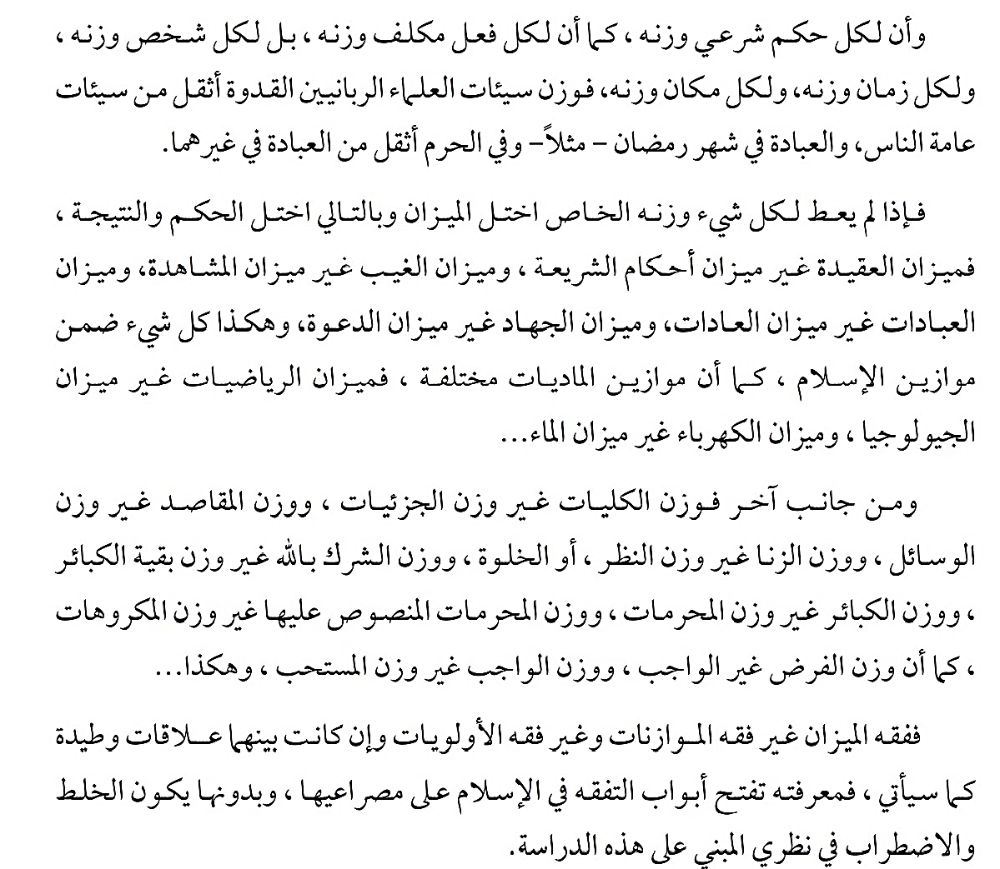 وأن لكل حكم شرعي وزنه ، كما أن لكل فعل مكلف وزنه ، بل لكل شخص وزنه ،
ولكل زمان وزنه، ولكل مكان وزنه، فوزن سيئات العلماء الربانيين القدوة أثقل من سيئات
عامة الناس، والعبادة في شهر رمضان – مثلاً– وفي الحرم أثقل من العبادة في غيرهما.
فإذا لم يعط لكل شيء وزنه الخاص اختل الميزان وبالتالي اختل الحكم والنتيجة ،
فميزان العقيدة غير ميزان أحكام الشريعة ، وميزان الغيب غير ميزان المشاهدة، وميزان
العبادات غير ميزان العادات، وميزان الجهاد غير ميزان الدعوة، وهكذا كل شيء ضمن
موازين الإسلام ، كما أن موازين الماديات مختلفة ، فميزان الرياضيات غير ميزان
الجيولوجيا ، وميزان الكهرباء غير ميزان الماء...
ومن جانب آخر فوزن الكليات غير وزن الجزئيات ، ووزن المقاصد غير وزن
الوسائل ، ووزن الزنا غير وزن النظر ، أو الخلوة ، ووزن الشرك بالله غير وزن بقية الكبائر
، ووزن الكبائر غير وزن المحرمات ، ووزن المحرمات المنصوص عليها غير وزن المكروهات
، كما أن وزن الفرض غير الواجب ، ووزن الواجب غير وزن المستحب ، وهكذا...
ففقه الميزان غير فقه الموازنات وغير فقه الأولويات وإن كانت بينهما علاقات وطيدة
كما سيأتي ، فمعرفته تفتح أبواب التفقه في الإسلام على مصراعيها ، وبدونها يكون الخلط
والاضطراب في نظري المبني على هذه الدراسة.